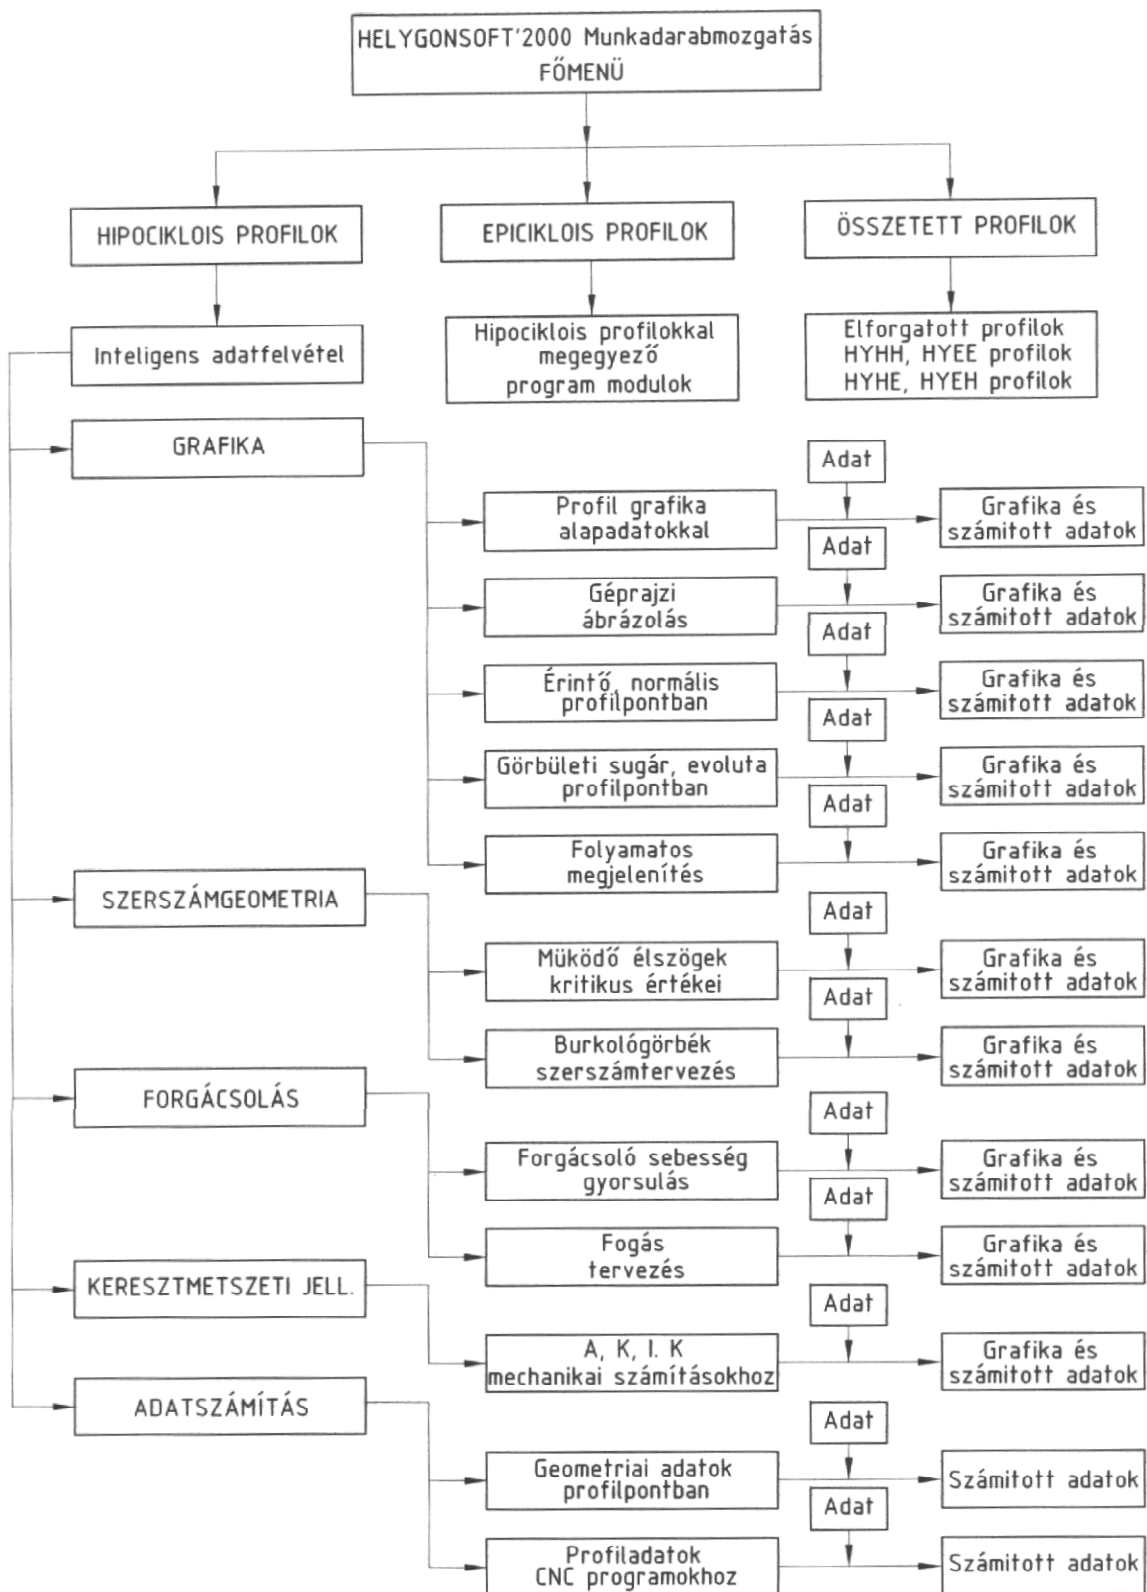 HELYGONSOFT'2000 Munkadarabmozgatás
FŐMENÜ
HIPOCIKLOIS PROFILOK
EPICIKLOIS PROFILOK
ÖSSZETETT PROFILOK
Inteligens adatfelvétel
Hipociklois profilokkal
megegyező
program modulok
Elforgatott profilok
HYHH, HYEE profilok
HYHE, HYEH profilok
GRAFIKA
Adat
Profil grafika
alapadatokkal
Grafika és
számitott adatok
Adat
Géprajzi
ábrázolás
Grafika és
számitott adatok
Adat
Érintő, normális
profilpontban
Grafika és
számitott adatok
Adat
Görbületi sugár, evoluta
profilpontban
Grafika és
számitott adatok
Adat
Folyamatos
megjelenítés
Grafika és
számitott adatok
SZERSZÁMGEOMETRIA
Adat
Müködő élszögek
kritikus értékei
Grafika és
számitott adatok
Adat
Burkológörbék
szerszámtervezés
Grafika és
számitott adatok
FORGÁCSOLÁS
Adat
Forgácsoló sebesség
gyorsulás
Grafika és
számitott adatok
Adat
Fogás
tervezés
Grafika és
számitott adatok
KERESZTMETSZETI JELL.
Adat
A, K, I. K
mechanikai számításokhoz
Grafika és
számitott adatok
ADATSZÁMÍTÁS
Adat
Geometriai adatok
profilpontban
Számitott adatok
Adat
Profiladatok
CNC programokhoz
Számitott adatok